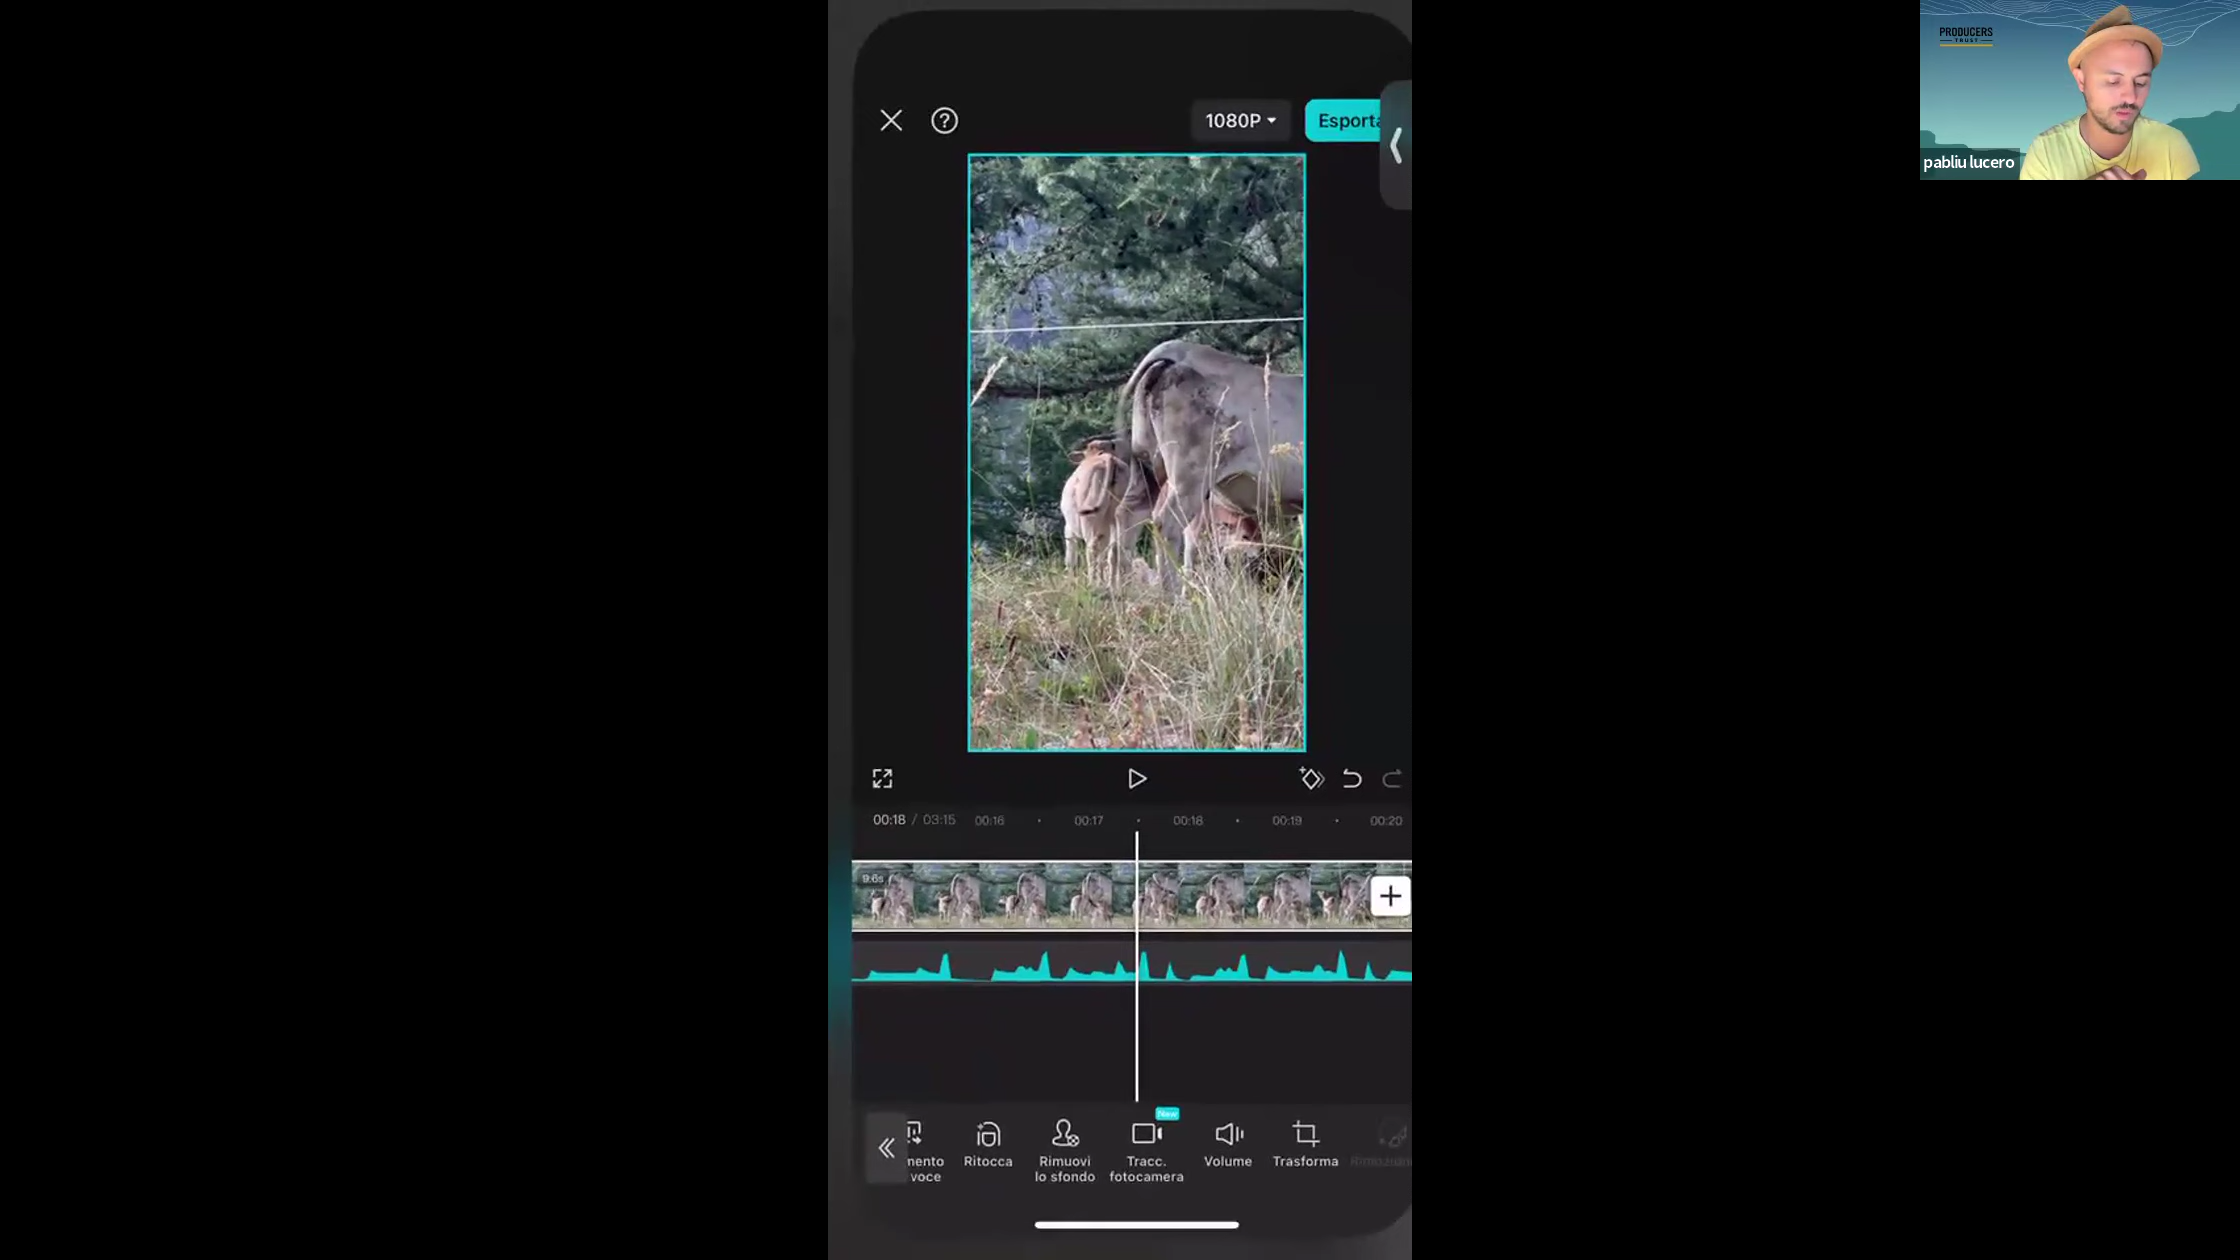 PRODUCERS
TRUST
pabliu lucero
1080P
Esporta
00:18 / 03:15
00:16
00:17
00:18
00:19
00:20
9.6s
New
mento
voce
Ritocca
Rimuovi
lo sfondo
Tracc.
fotocamera
Volume
Trasforma